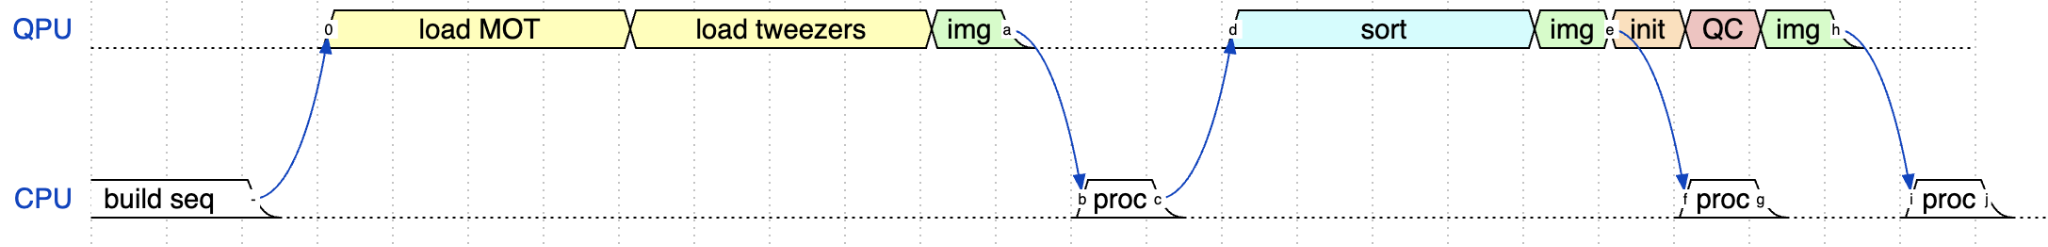 QPU 0 load MOT load tweezers img a d sort img e init QC img h
CPU build seq - b proc c f proc g i proc j